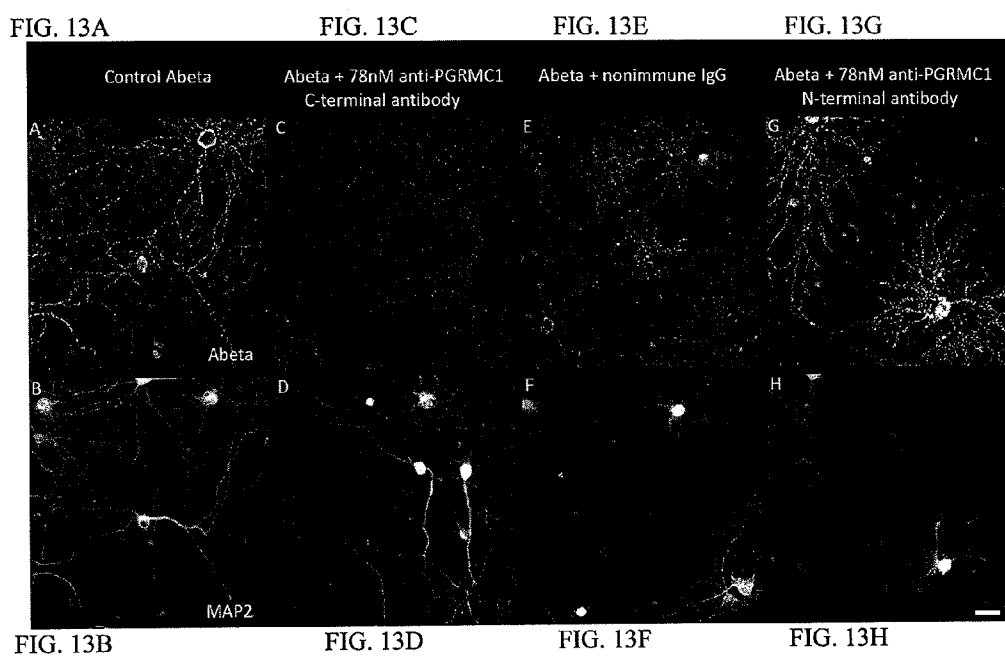 FIG. 13A
FIG. 13C
FIG. 13E
FIG. 13G
Control Abeta
Abeta + 78nM anti-PGRMC1
C-terminal antibody
Abeta + nonimmune IgG
Abeta + 78nM anti-PGRMC1
N-terminal antibody
A
C
E
G
Abeta
B
D
F
H
MAP2
FIG. 13B
FIG. 13D
FIG. 13F
FIG. 13H